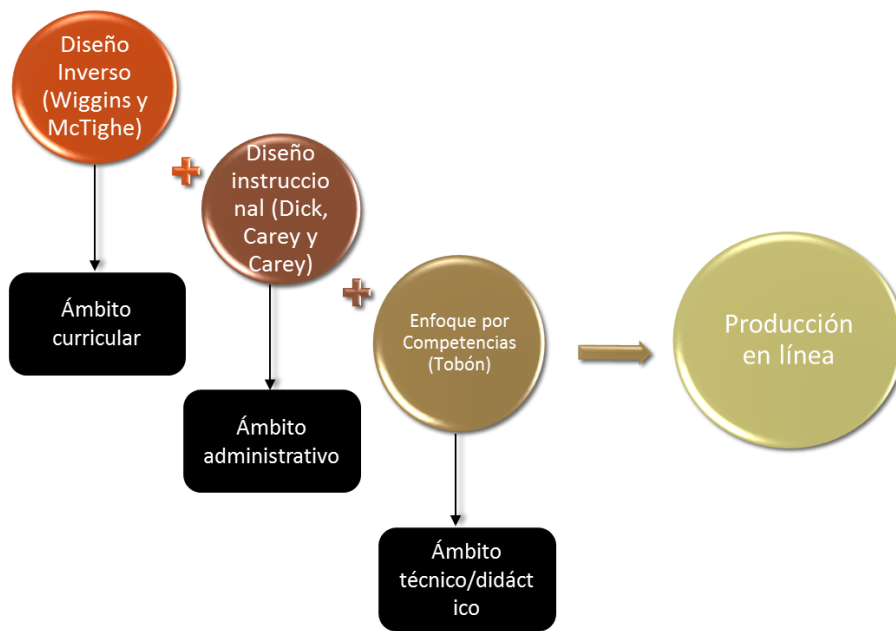 Diseño
Inverso
(Wiggins y
McTighe)
Diseño
instruccio
nal (Dick,
Carey y
Carey)
Enfoque por
Competencias
(Tobón)
Producción
en línea
Ámbito
curricular
Ámbito
administrativo
Ámbito
técnico/didáct
ico